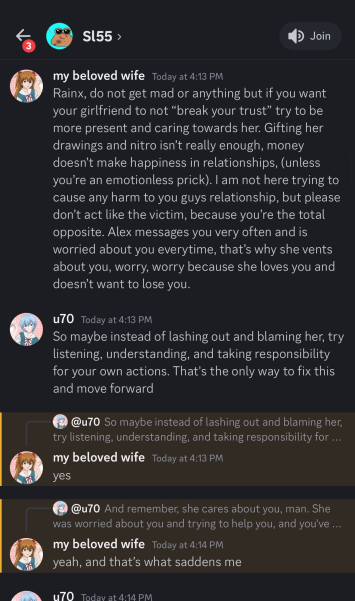 Sl55 >
Join
3
my beloved wife Today at 4:13 PM
Rainx, do not get mad or anything but if you want
your girlfriend to not “break your trust” try to be
more present and caring towards her. Gifting her
drawings and nitro isn't really enough, money
doesn't make happiness in relationships, (unless
you're an emotionless prick). I am not here trying to
cause any harm to you guys relationship, but please
don't act like the victim, because you're the total
opposite. Alex messages you very often and is
worried about you everytime, that's why she vents
about you, worry, worry because she loves you and
doesn't want to lose you.
u70 Today at 4:13 PM
So maybe instead of lashing out and blaming her, try
listening, understanding, and taking responsibility
for your own actions. That's the only way to fix this
and move forward
@u70 So maybe instead of lashing out and blaming her,
try listening, understanding, and taking responsibility for ...
my beloved wife Today at 4:13 PM
yes
@u70 And remember, she cares about you, man. She
was worried about you and trying to help you, and you've ...
my beloved wife Today at 4:14 PM
yeah, and that's what saddens me
u70 Today at 4:14 PM